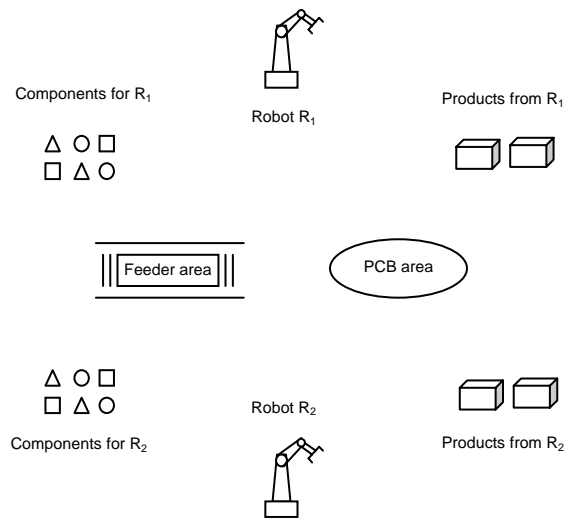 Components for R₁
Robot R₁
Products from R₁
Feeder area
PCB area
Components for R₂
Robot R₂
Products from R₂